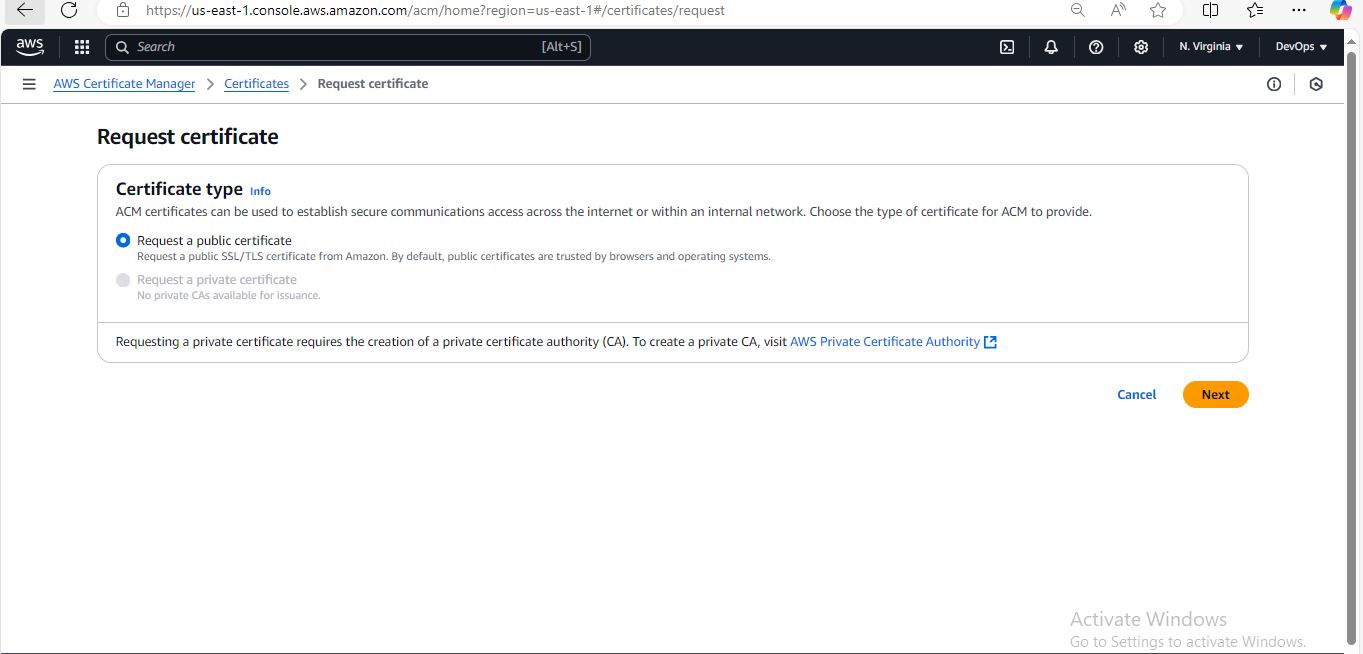 https://us-east-1.console.aws.amazon.com/acm/home?region=us-east-1#/certificates/request
aws Search [Alt+S] N. Virginia DevOps
AWS Certificate Manager > Certificates > Request certificate
Request certificate
Certificate type Info
ACM certificates can be used to establish secure communications access across the internet or within an internal network. Choose the type of certificate for ACM to provide.
Request a public certificate
Request a public SSL/TLS certificate from Amazon. By default, public certificates are trusted by browsers and operating systems.
Request a private certificate
No private CAs available for issuance.
Requesting a private certificate requires the creation of a private certificate authority (CA). To create a private CA, visit AWS Private Certificate Authority
Cancel Next
Activate Windows
Go to Settings to activate Windows.